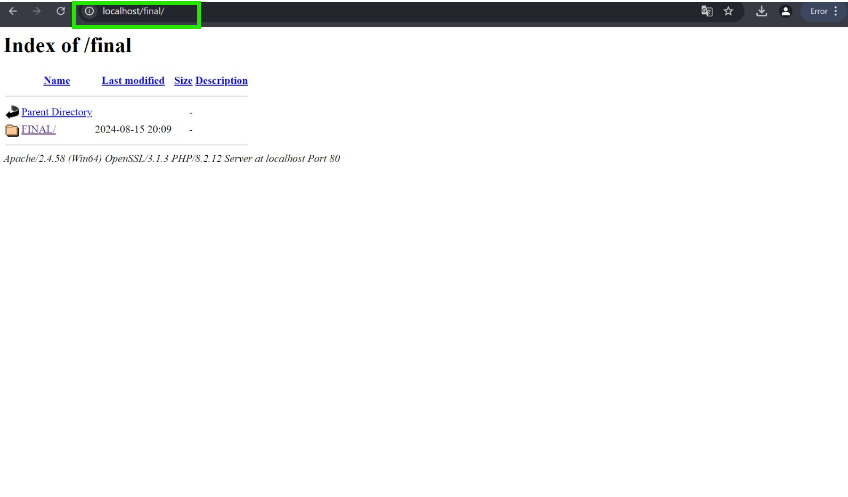 localhost/final/
Error
Index of /final
Name Last modified Size Description
Parent Directory -
FINAL/ 2024-08-15 20:09 -
Apache/2.4.58 (Win64) OpenSSL/3.1.3 PHP/8.2.12 Server at localhost Port 80